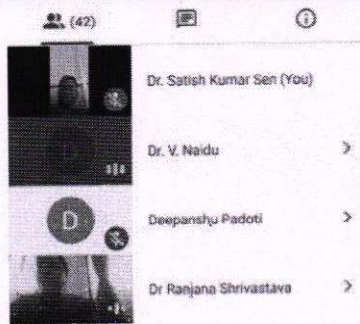 (42)
Dr. Satish Kumar Sen (You)
D
Dr. V. Naidu
D
Deepanshu Padoti
Dr Ranjana Shrivastava